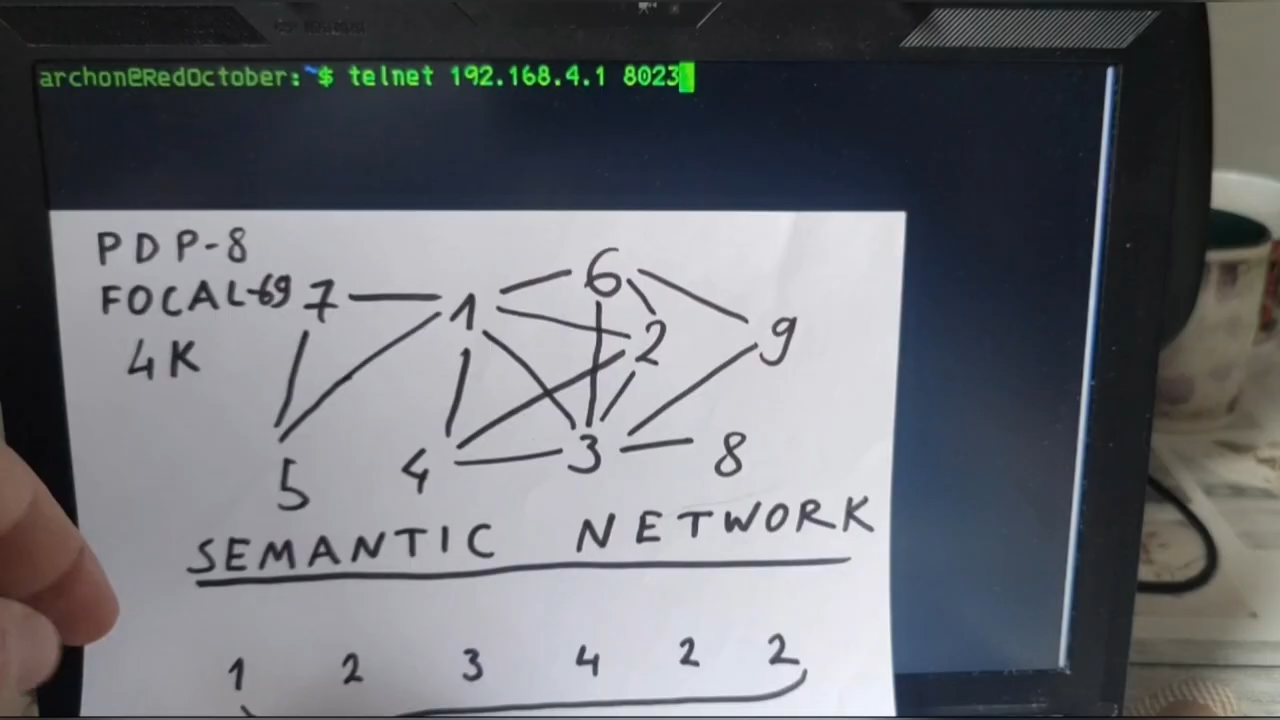 archon@RedOctober:~$ telnet 192.168.4.1 8023
PDP-8
FOCAL-69
4K
7 1 6 2 9
5 4 3 8
SEMANTIC NETWORK
1 2 3 4 2 2